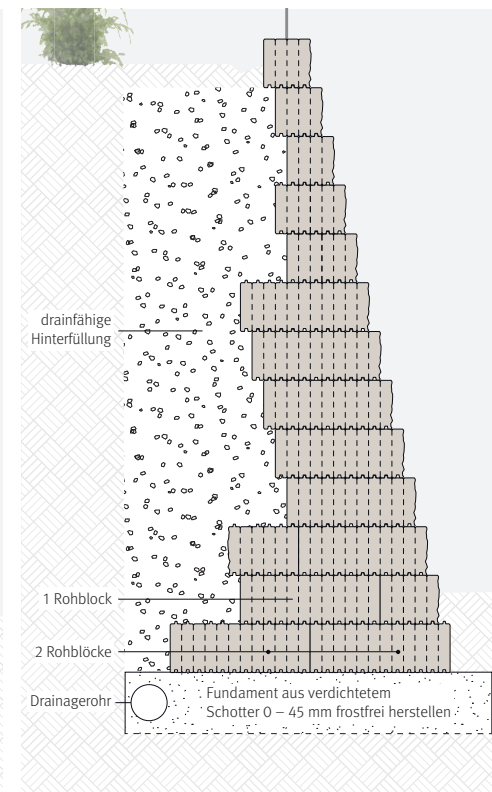 drainfähige
Hinterfüllung
1 Rohblock
2 Rohblöcke
Drainagerohr
Fundament aus verdichtetem
Schotter 0 – 45 mm frostfrei herstellen